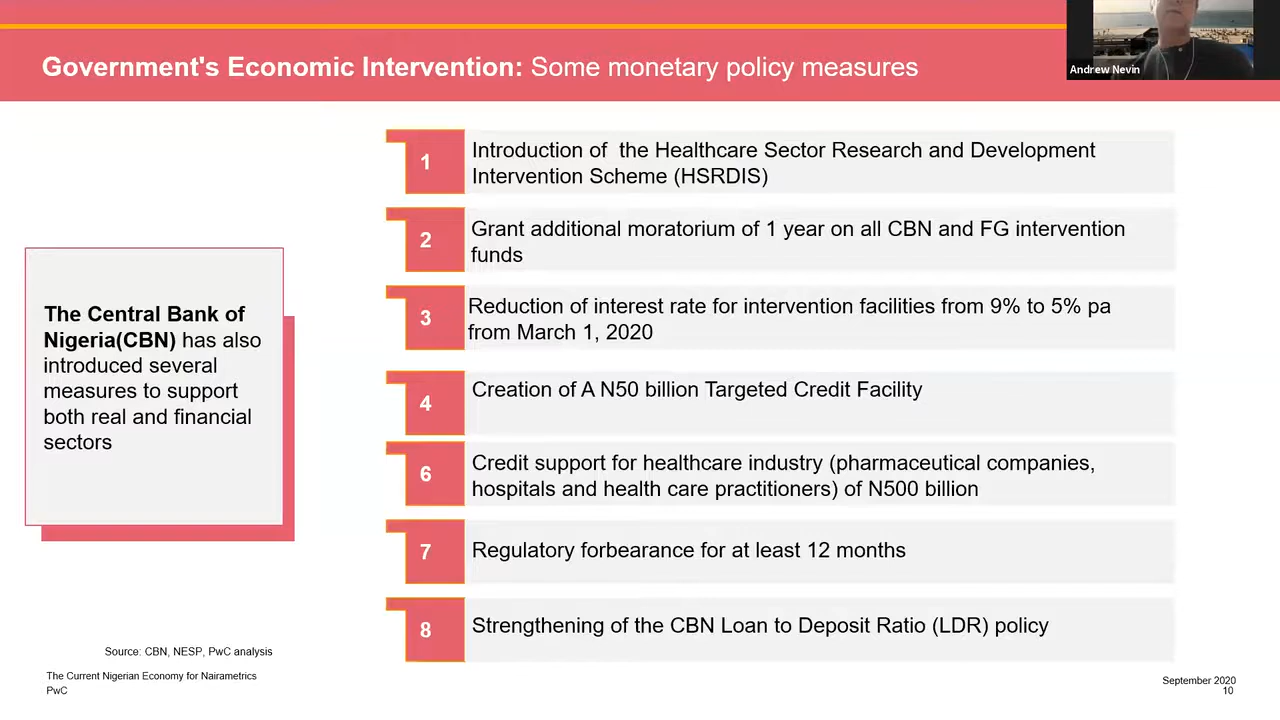 Government's Economic Intervention: Some monetary policy measures
Andrew Nevin
The Central Bank of
Nigeria(CBN) has also
introduced several
measures to support
both real and financial
sectors
1
Introduction of  the Healthcare Sector Research and Development
Intervention Scheme (HSRDIS)
2
Grant additional moratorium of 1 year on all CBN and FG intervention
funds
3
Reduction of interest rate for intervention facilities from 9% to 5% pa
from March 1, 2020
4
Creation of A N50 billion Targeted Credit Facility
6
Credit support for healthcare industry (pharmaceutical companies,
hospitals and health care practitioners) of N500 billion
7
Regulatory forbearance for at least 12 months
8
Strengthening of the CBN Loan to Deposit Ratio (LDR) policy
Source: CBN, NESP, PwC analysis
The Current Nigerian Economy for Nairametrics
PwC
September 2020
10